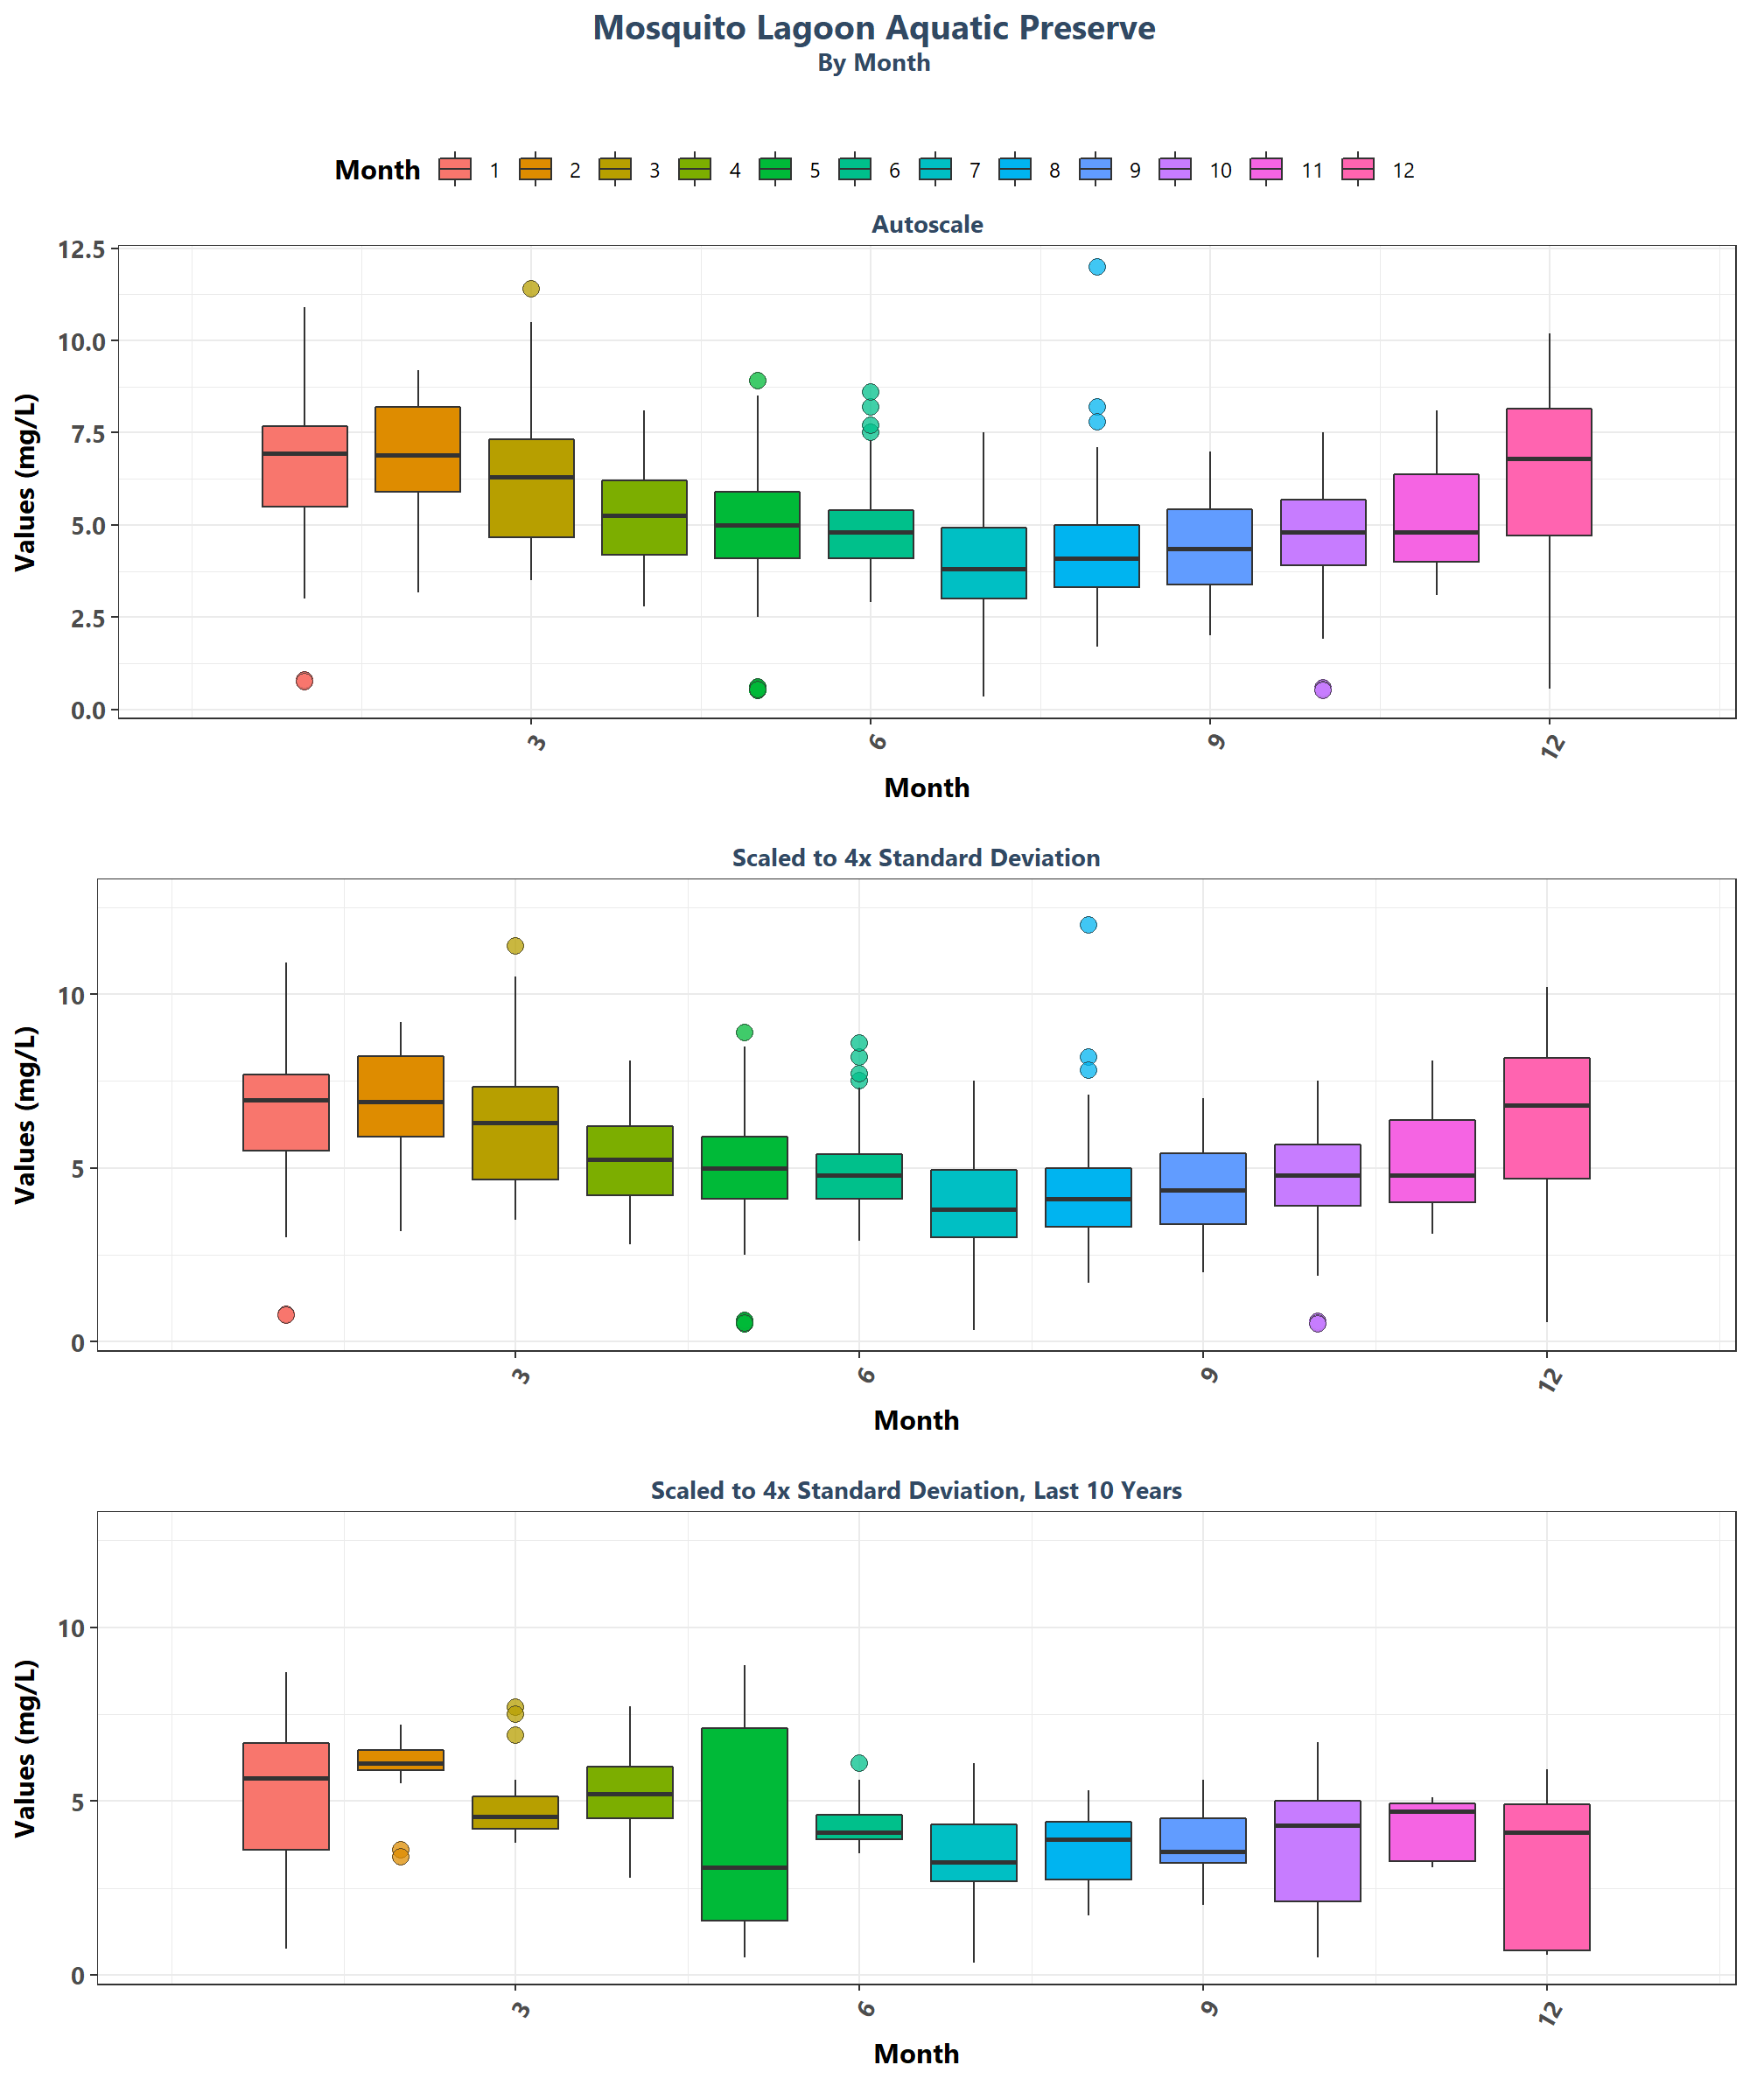 Mosquito Lagoon Aquatic Preserve
By Month
Month 1 2 3 4 5 6 7 8 9 10 11 12
Autoscale
Values (mg/L)
12.5
10.0
7.5
5.0
2.5
0.0
3 6 9 12
Month
Scaled to 4x Standard Deviation
Values (mg/L)
10
5
0
3 6 9 12
Month
Scaled to 4x Standard Deviation, Last 10 Years
Values (mg/L)
10
5
0
3 6 9 12
Month